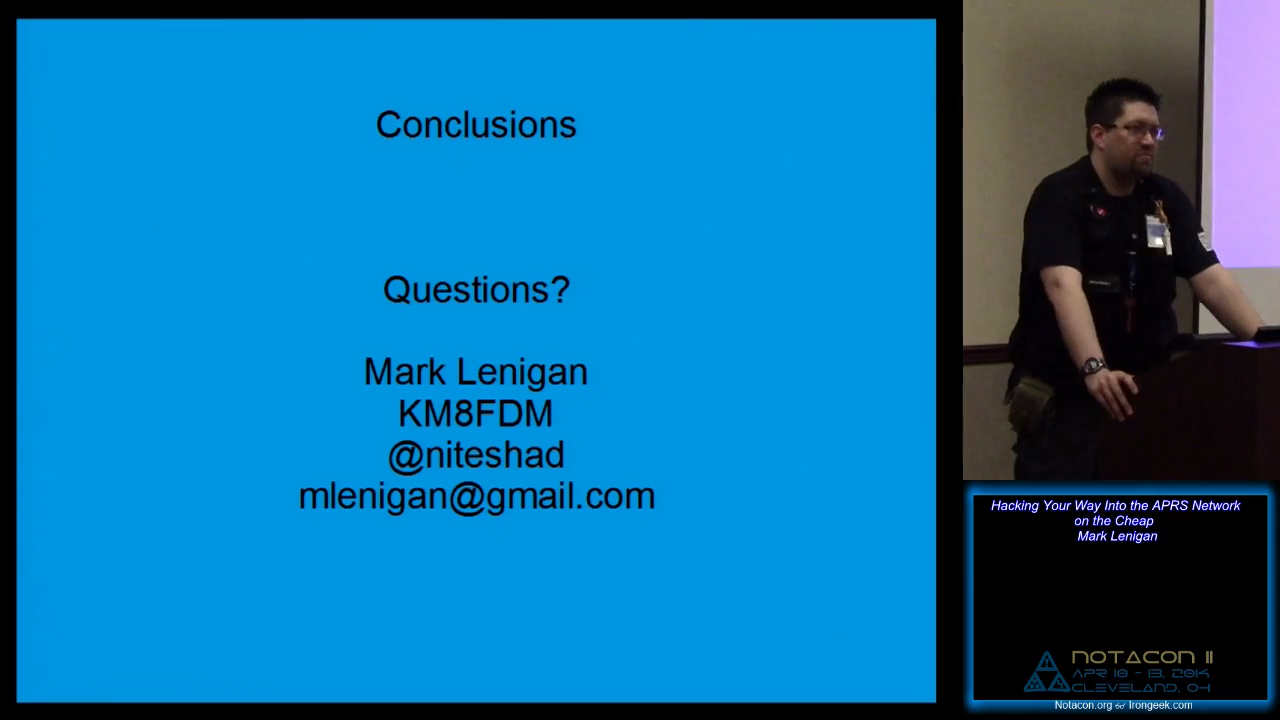 Conclusions
Questions?
Mark Lenigan
KM8FDM
@niteshad
mlenigan@gmail.com
Hacking Your Way Into the APRS Network
on the Cheap
Mark Lenigan
NOTACON 11
APR 10 - 13, 2014
CLEVELAND, OH
Notacon.org & Irongeek.com